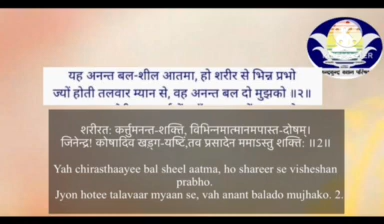 यह अनन्त बल-शील आतमा, हो शरीर से भिन्न प्रभो
ज्यों होती तलवार म्यान से, वह अनन्त बल दो मुझको ॥२॥
शरीरत: कर्त्तुमनन्त-शक्तिं, विभिन्नमात्मानमपास्त-दोषम्।
जिनेन्द्र! कोषादिव खड्ग-यष्टिं,तव प्रसादेन ममाऽस्तु शक्ति: ॥2॥
Yah chirasthaayee bal sheel aatma, ho shareer se visheshan
prabho.
Jyon hotee talavaar myaan se, vah anant balado mujhako. 2.